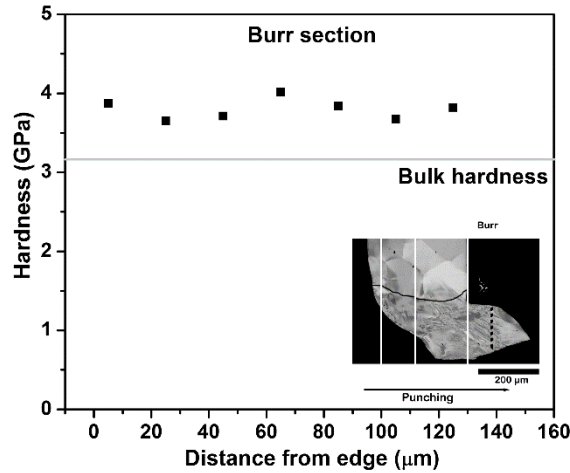 Burr section
Bulk hardness
Burr
200 μm
Punching
Hardness (GPa)
5
4
3
2
1
0
0 20 40 60 80 100 120 140 160
Distance from edge (μm)